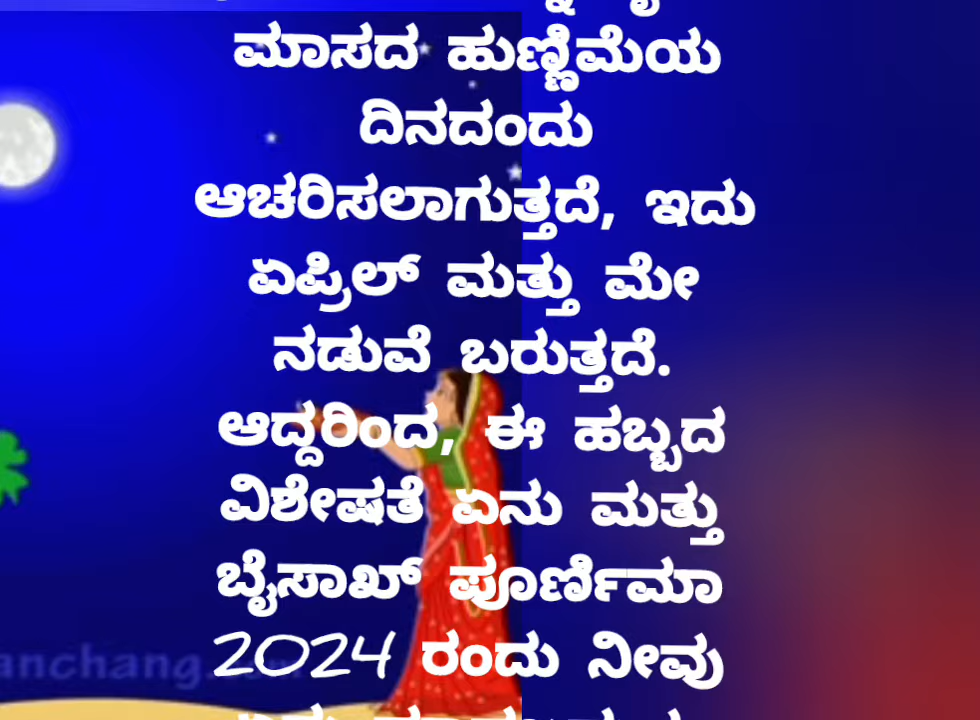 ಮಾಸದ ಹುಣ್ಣಿಮೆಯ
ದಿನದಂದು
ಆಚರಿಸಲಾಗುತ್ತದೆ, ಇದು
ಏಪ್ರಿಲ್ ಮತ್ತು ಮೇ
ನಡುವೆ ಬರುತ್ತದೆ.
ಆದ್ದರಿಂದ, ಈ ಹಬ್ಬದ
ವಿಶೇಷತೆ ಏನು ಮತ್ತು
ಬೈಸಾಖ್ ಪೂರ್ಣಿಮಾ
2024 ರಂದು ನೀವು